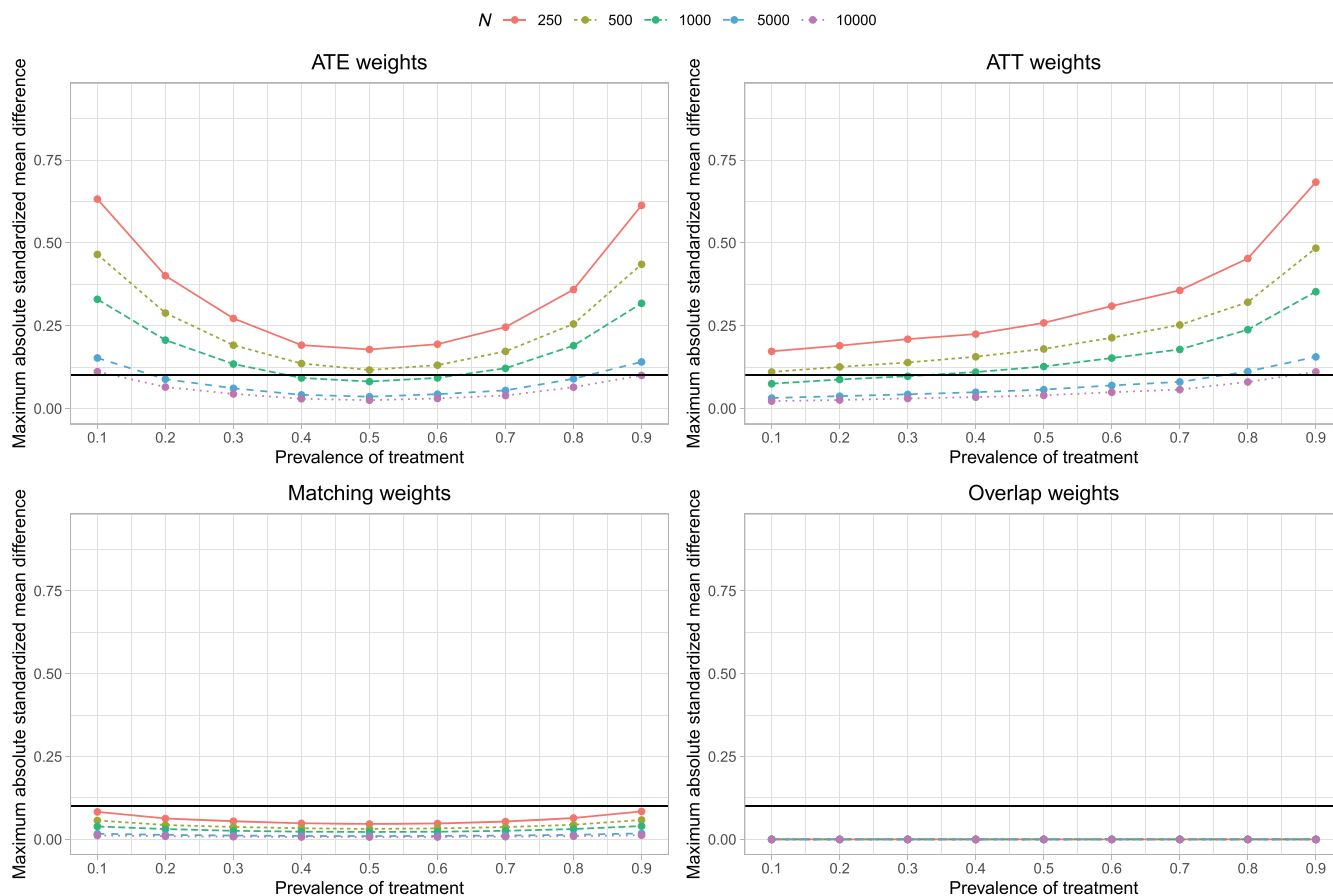 N 250 500 1000 5000 10000
ATE weights
Maximum absolute standardized mean difference
0.75
0.50
0.25
0.00
0.1 0.2 0.3 0.4 0.5 0.6 0.7 0.8 0.9
Prevalence of treatment
ATT weights
Maximum absolute standardized mean difference
0.75
0.50
0.25
0.00
0.1 0.2 0.3 0.4 0.5 0.6 0.7 0.8 0.9
Prevalence of treatment
Matching weights
Maximum absolute standardized mean difference
0.75
0.50
0.25
0.00
0.1 0.2 0.3 0.4 0.5 0.6 0.7 0.8 0.9
Prevalence of treatment
Overlap weights
Maximum absolute standardized mean difference
0.75
0.50
0.25
0.00
0.1 0.2 0.3 0.4 0.5 0.6 0.7 0.8 0.9
Prevalence of treatment